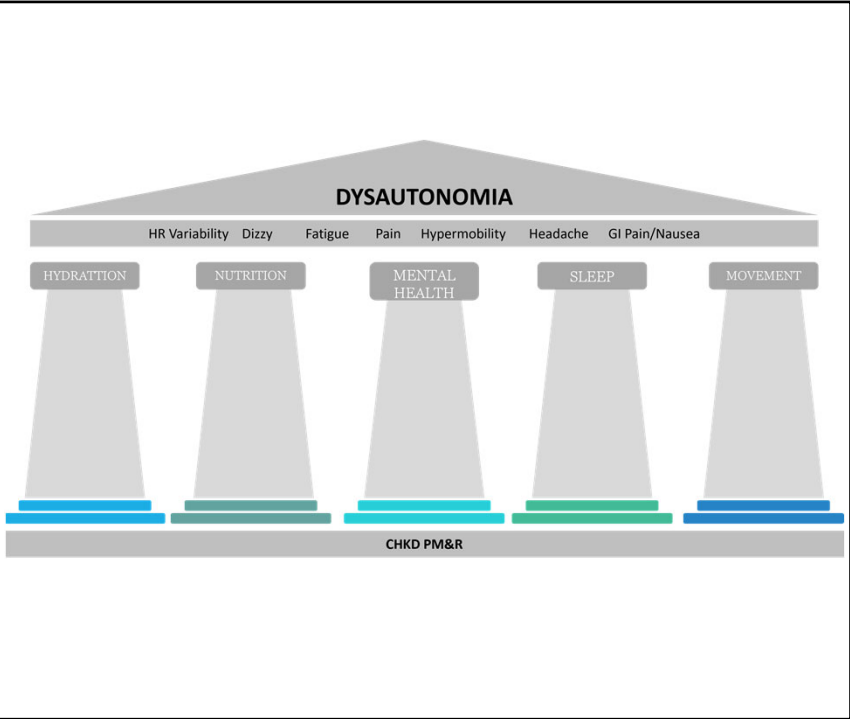 DYSAUTONOMIA
HR Variability Dizzy Fatigue Pain Hypermobility Headache GI Pain/Nausea
HYDRATTION
NUTRITION
MENTAL
HEALTH
SLEEP
MOVEMENT
CHKD PM&R